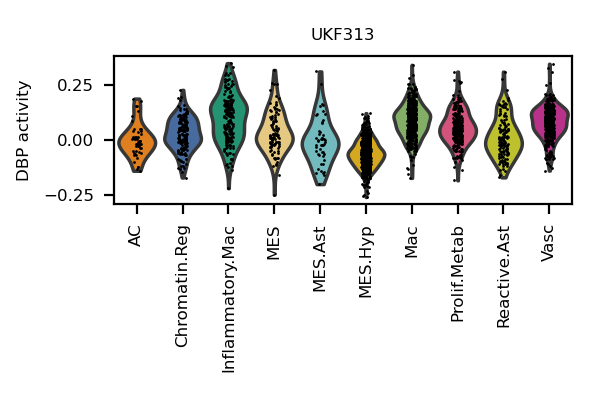 UKF313
DBP activity
0.25
0.00
−0.25
AC
Chromatin.Reg
Inflammatory.Mac
MES
MES.Ast
MES.Hyp
Mac
Prolif.Metab
Reactive.Ast
Vasc